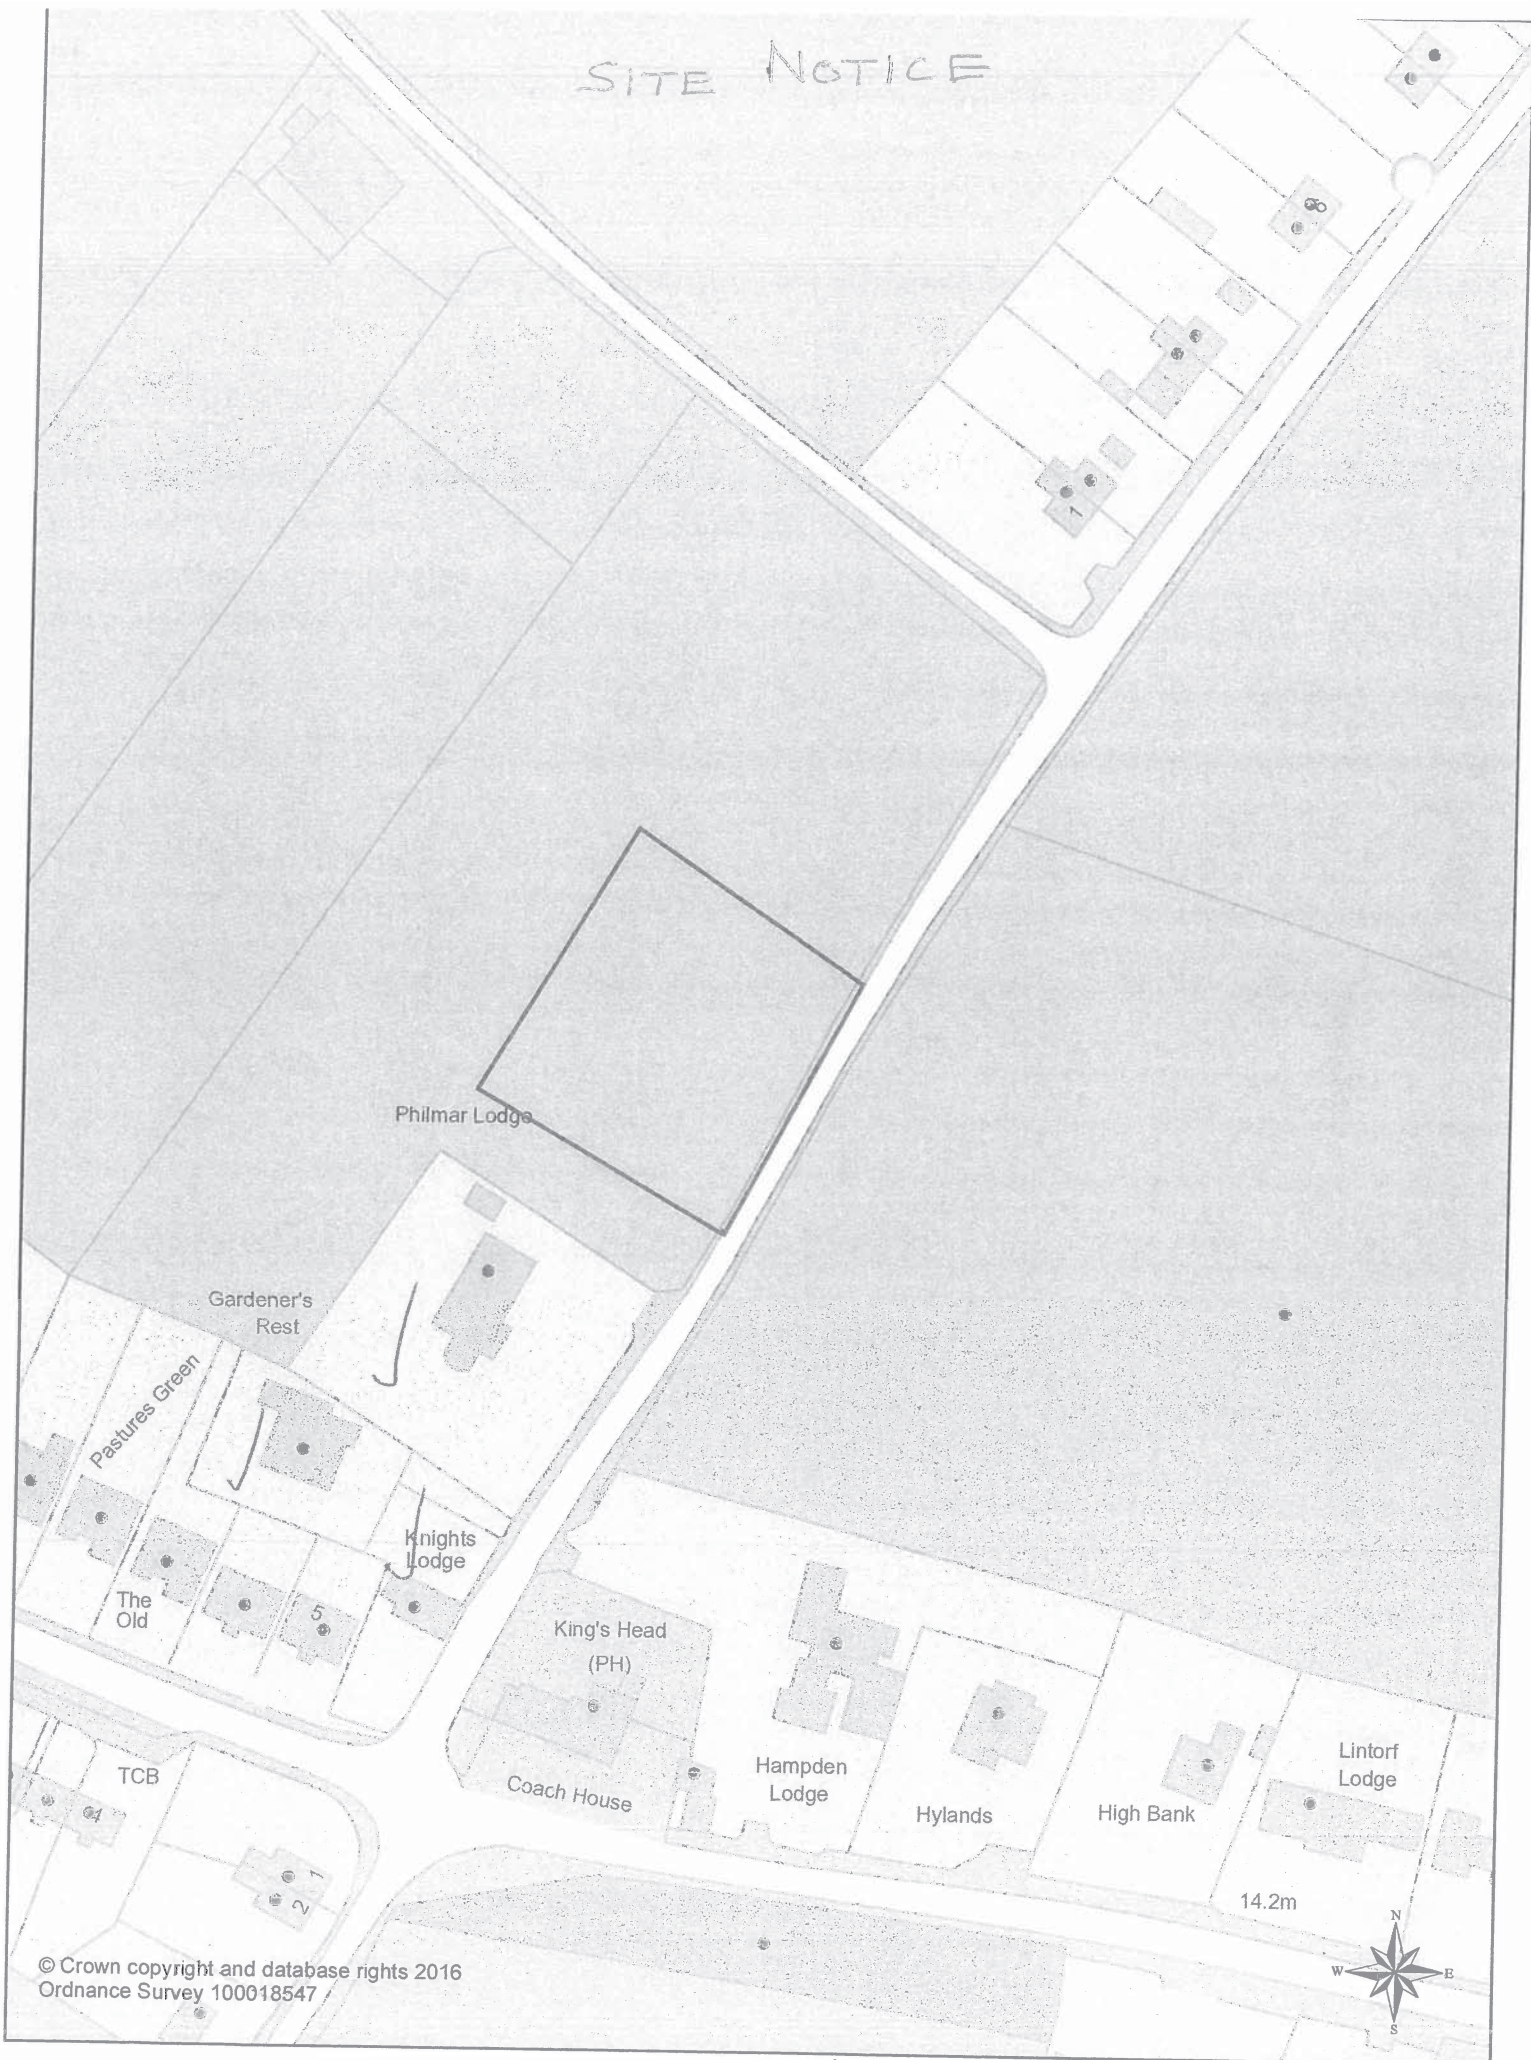 SITE NOTICE
8
1
Philmar Lodge
Gardener's
Rest
Pastures Green
Knights
Lodge
The
Old
5
King's Head
(PH)
TCB
4
Coach House
Hampden
Lodge
Hylands
High Bank
Lintorf
Lodge
1
2
14.2m
N
W
E
S
© Crown copyright and database rights 2016
Ordnance Survey 100018547